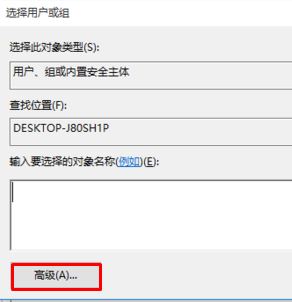 选择用户或组
选择此对象类型(S):
用户、组或内置安全主体
查找位置(F):
DESKTOP-J80SH1P
输入要选择的对象名称(例如)(E):
高级(A)...